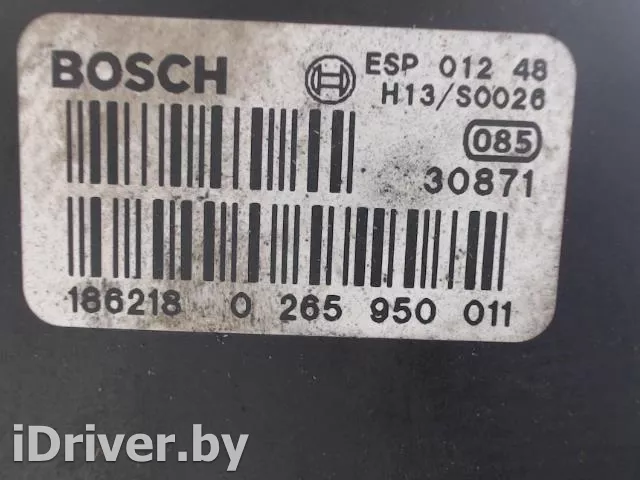 BOSCH
ESP 012 48
H13/S0026
085
30871
186218 0 265 950 011
iDriver.by